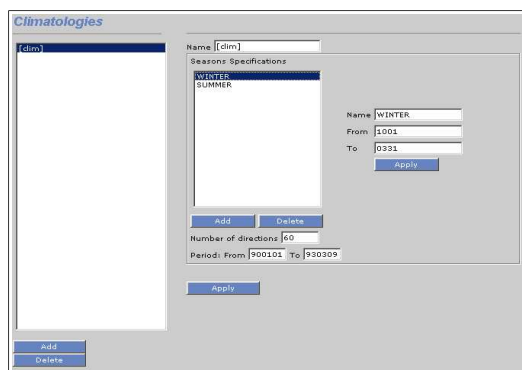 Climatologies
[clim]
Name [clim]
Seasons Specifications
WINTER
SUMMER
Name WINTER
From 1001
To 0331
Apply
Add Delete
Number of directions 60
Period: From 900101 To 930309
Apply
Add
Delete